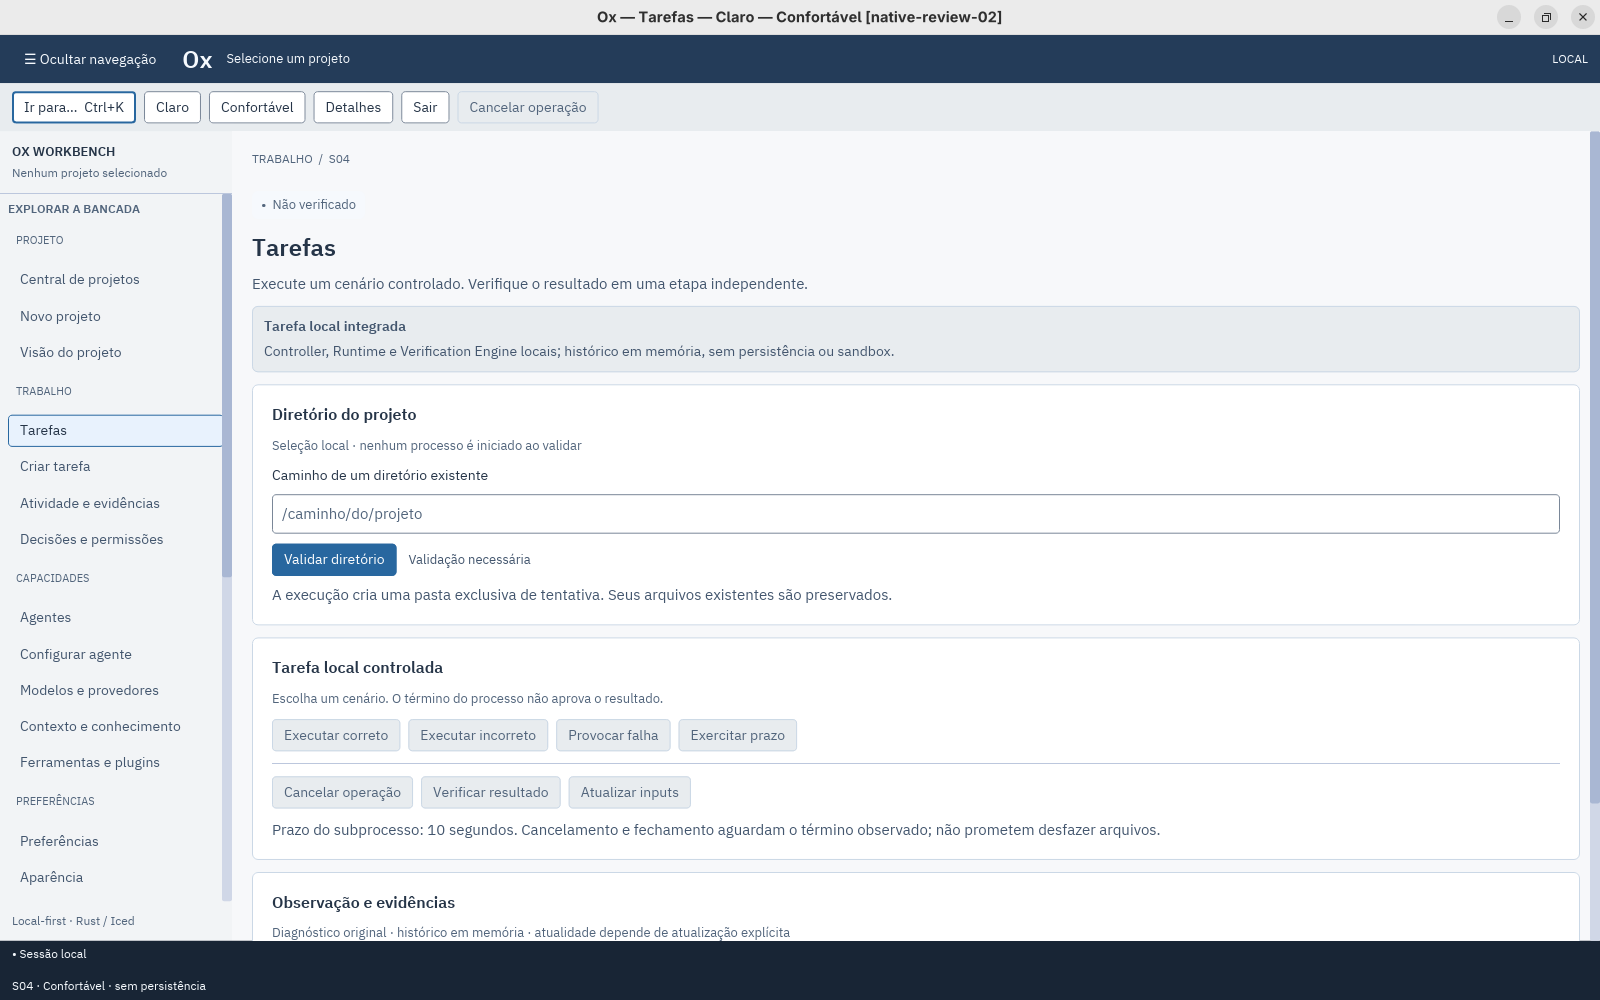 Ox — Tarefas — Claro — Confortável [native-review-02]
☰ Ocultar navegação Ox Selecione um projeto LOCAL
Ir para... Ctrl+K Claro Confortável Detalhes Sair Cancelar operação
OX WORKBENCH
Nenhum projeto selecionado
EXPLORAR A BANCADA
PROJETO
Central de projetos
Novo projeto
Visão do projeto
TRABALHO
Tarefas
Criar tarefa
Atividade e evidências
Decisões e permissões
CAPACIDADES
Agentes
Configurar agente
Modelos e provedores
Contexto e conhecimento
Ferramentas e plugins
PREFERÊNCIAS
Preferências
Aparência
Local-first · Rust / Iced
TRABALHO / S04
• Não verificado
Tarefas
Execute um cenário controlado. Verifique o resultado em uma etapa independente.
Tarefa local integrada
Controller, Runtime e Verification Engine locais; histórico em memória, sem persistência ou sandbox.
Diretório do projeto
Seleção local · nenhum processo é iniciado ao validar
Caminho de um diretório existente
/caminho/do/projeto
Validar diretório Validação necessária
A execução cria uma pasta exclusiva de tentativa. Seus arquivos existentes são preservados.
Tarefa local controlada
Escolha um cenário. O término do processo não aprova o resultado.
Executar correto Executar incorreto Provocar falha Exercitar prazo
Cancelar operação Verificar resultado Atualizar inputs
Prazo do subprocesso: 10 segundos. Cancelamento e fechamento aguardam o término observado; não prometem desfazer arquivos.
Observação e evidências
Diagnóstico original · histórico em memória · atualidade depende de atualização explícita
• Sessão local
S04 · Confortável · sem persistência